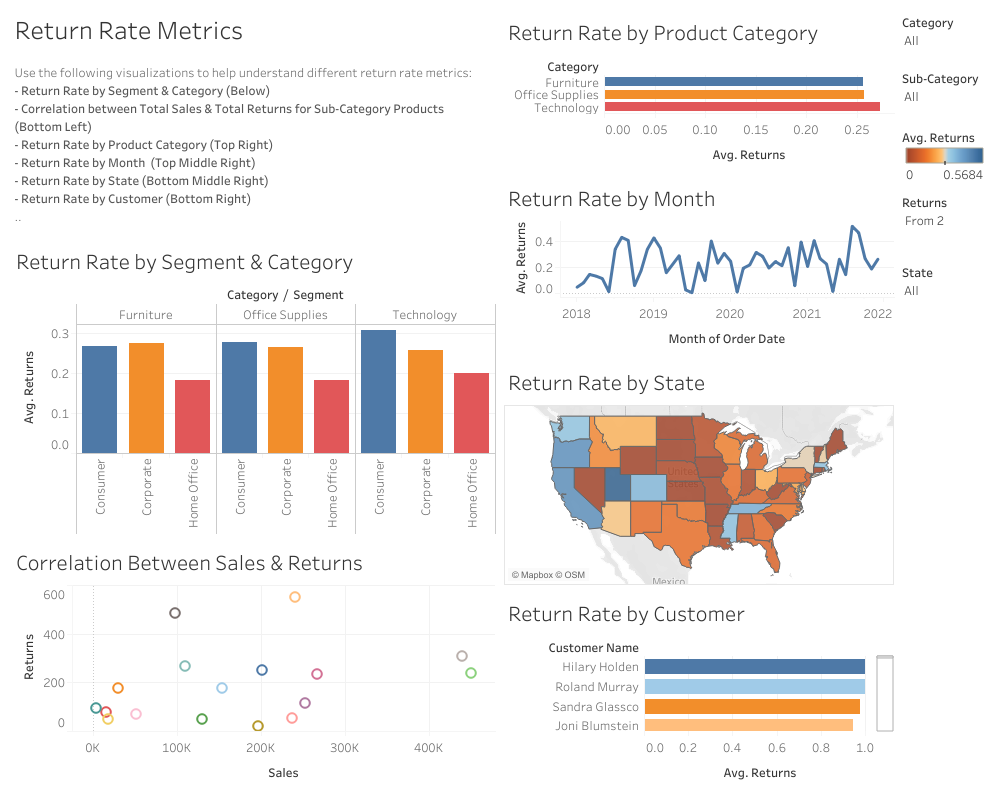 Return Rate Metrics
Use the following visualizations to help understand different return rate metrics:
- Return Rate by Segment & Category (Below)
- Correlation between Total Sales & Total Returns for Sub-Category Products
(Bottom Left)
- Return Rate by Product Category (Top Right)
- Return Rate by Month  (Top Middle Right)
- Return Rate by State (Bottom Middle Right)
- Return Rate by Customer (Bottom Right)
..
Return Rate by Segment & Category
Category / Segment
Furniture Office Supplies Technology
Avg. Returns
0.3
0.2
0.1
0.0
Consumer
Corporate
Home Office
Consumer
Corporate
Home Office
Consumer
Corporate
Home Office
Correlation Between Sales & Returns
Returns
600
400
200
0
0K 100K 200K 300K 400K
Sales
Return Rate by Product Category
Category
Furniture
Office Supplies
Technology
0.00 0.05 0.10 0.15 0.20 0.25
Avg. Returns
Return Rate by Month
Avg. Returns
0.4
0.2
0.0
2018 2019 2020 2021 2022
Month of Order Date
Return Rate by State
United
States
Mexico
© Mapbox © OSM
Return Rate by Customer
Customer Name
Hilary Holden
Roland Murray
Sandra Glassco
Joni Blumstein
0.0 0.2 0.4 0.6 0.8 1.0
Avg. Returns
Category
All
Sub-Category
All
Avg. Returns
0 0.5684
Returns
From 2
State
All